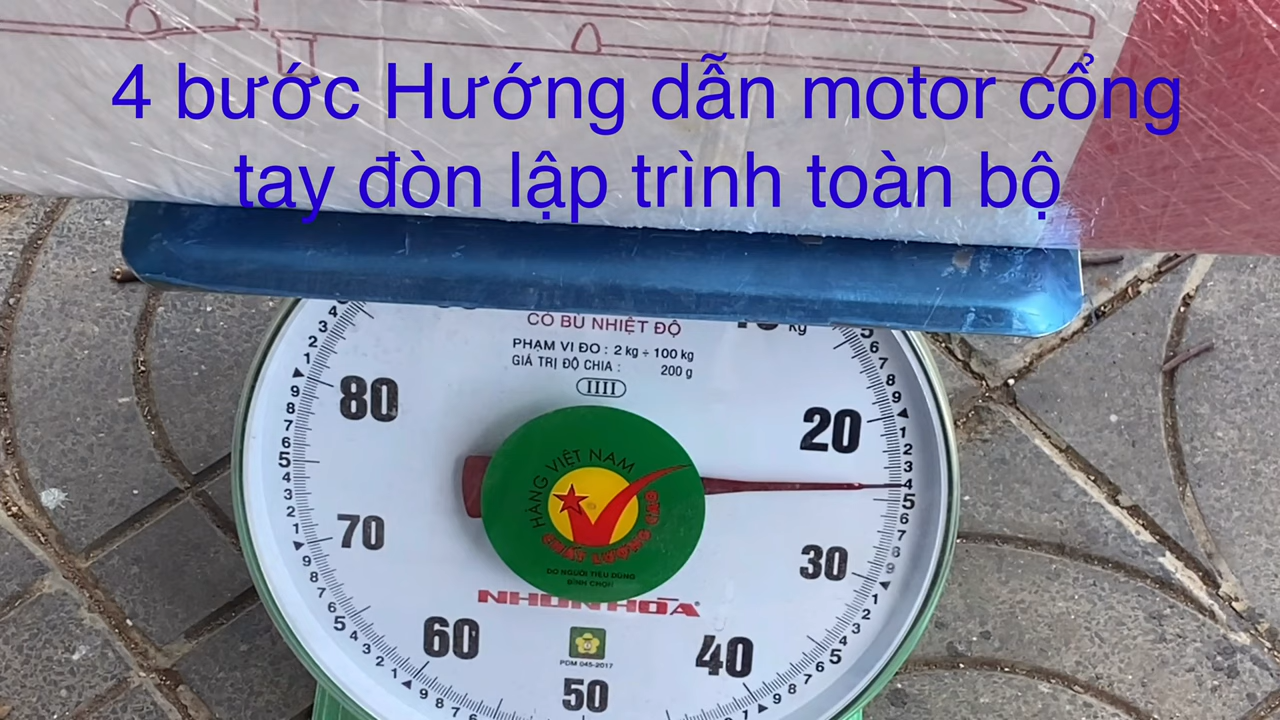 4 bước Hướng dẫn motor cổng
tay đòn lập trình toàn bộ
CÓ BÙ NHIỆT ĐỘ
kg
PHẠM VI ĐO : 2 kg ÷ 100 kg
GIÁ TRỊ ĐỘ CHIA : 200 g
IIII
80
20
HÀNG VIỆT NAM
CHẤT LƯỢNG CAO
DO NGƯỜI TIÊU DÙNG
BÌNH CHỌN
70
30
NHONHOÀ
60
40
PDM 045-2017
50